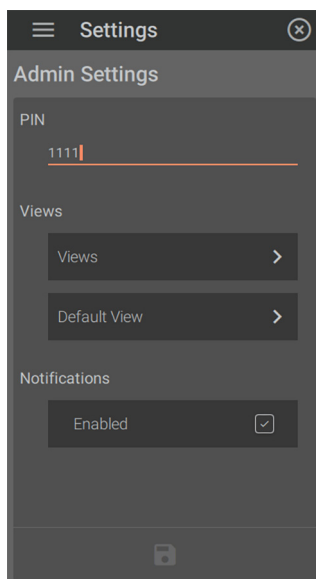 Settings
Admin Settings
PIN
1111
Views
Views
Default View
Notifications
Enabled